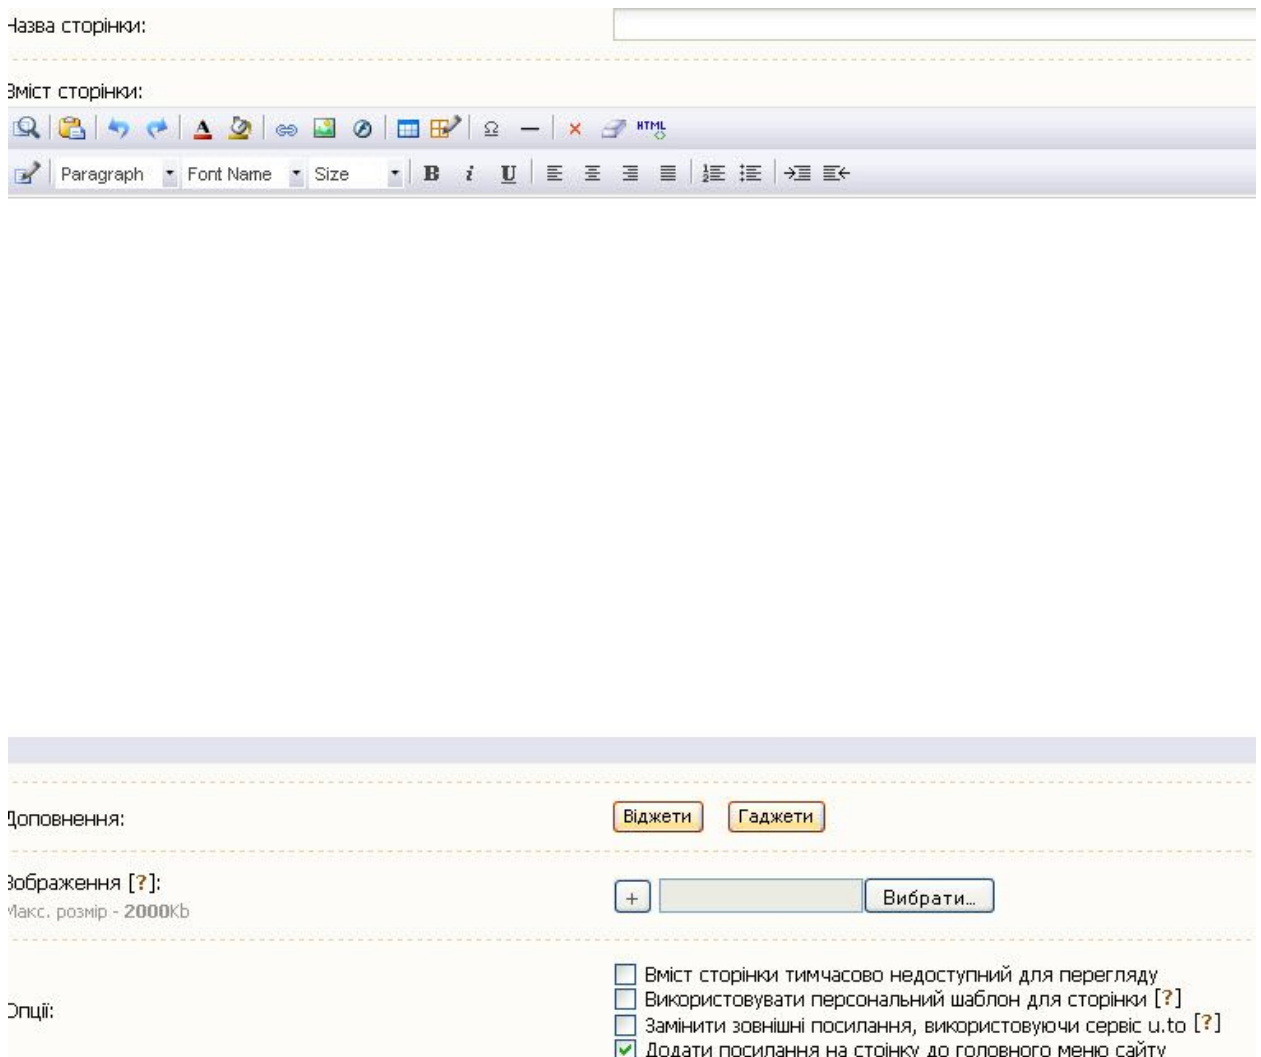 Назва сторінки:
Вміст сторінки:
A Ω HTML
Paragraph Font Name Size B i U
Доповнення: Віджети Гаджети
Зображення [?]:
Макс. розмір - 2000Kb
+ Вибрати...
Опції:
Вміст сторінки тимчасово недоступний для перегляду
Використовувати персональний шаблон для сторінки [?]
Замінити зовнішні посилання, використовуючи сервіс u.to [?]
Додати посилання на стоінку до головного меню сайту